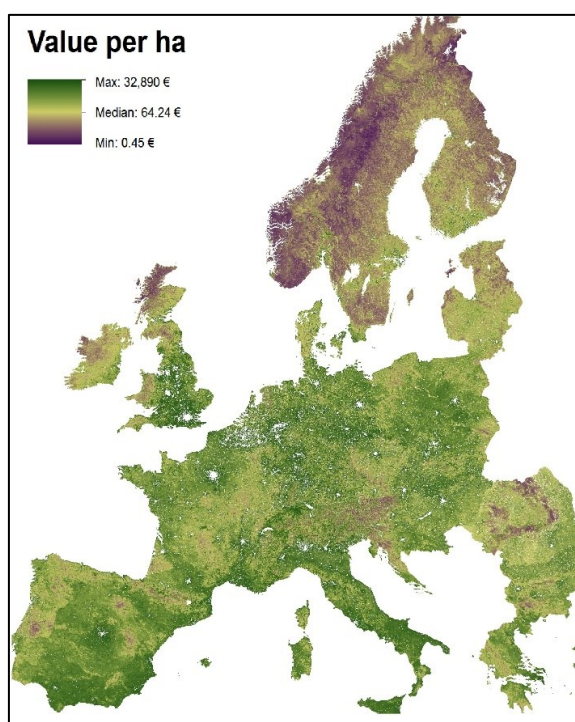 Value per ha
Max: 32,890 €
Median: 64.24 €
Min: 0.45 €